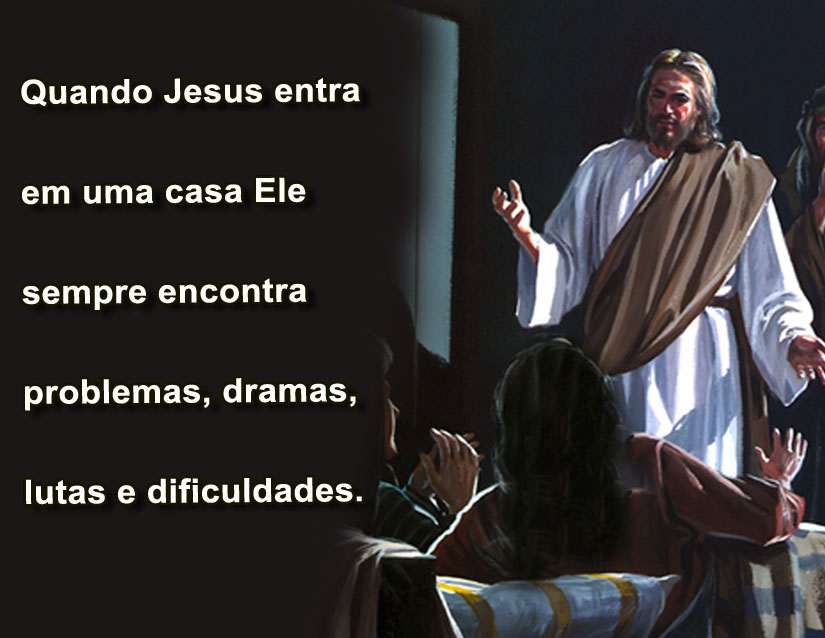 Quando Jesus entra
em uma casa Ele
sempre encontra
problemas, dramas,
lutas e dificuldades.